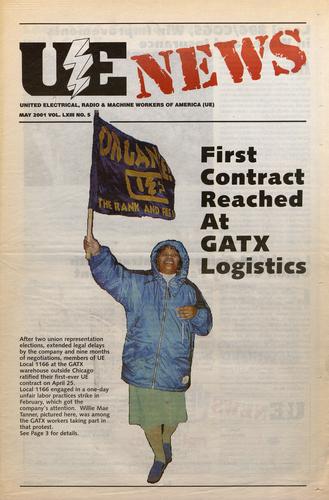 UE NEWS
UNITED ELECTRICAL, RADIO & MACHINE WORKERS OF AMERICA (UE)
MAY 2001 VOL. LXIII NO. 5
First
Contract
Reached
At
GATX
Logistics
ORGANIZE
UE
THE RANK AND FILE
After two union representation
elections, extended legal delays
by the company and nine months
of negotiations, members of UE
Local 1166 at the GATX
warehouse outside Chicago
ratified their first-ever UE
contract on April 25.
Local 1166 engaged in a one-day
unfair labor practices strike in
February, which got the
company's attention. Willie Mae
Tanner, pictured here, was among
the GATX workers taking part in
that protest.
See Page 3 for details.